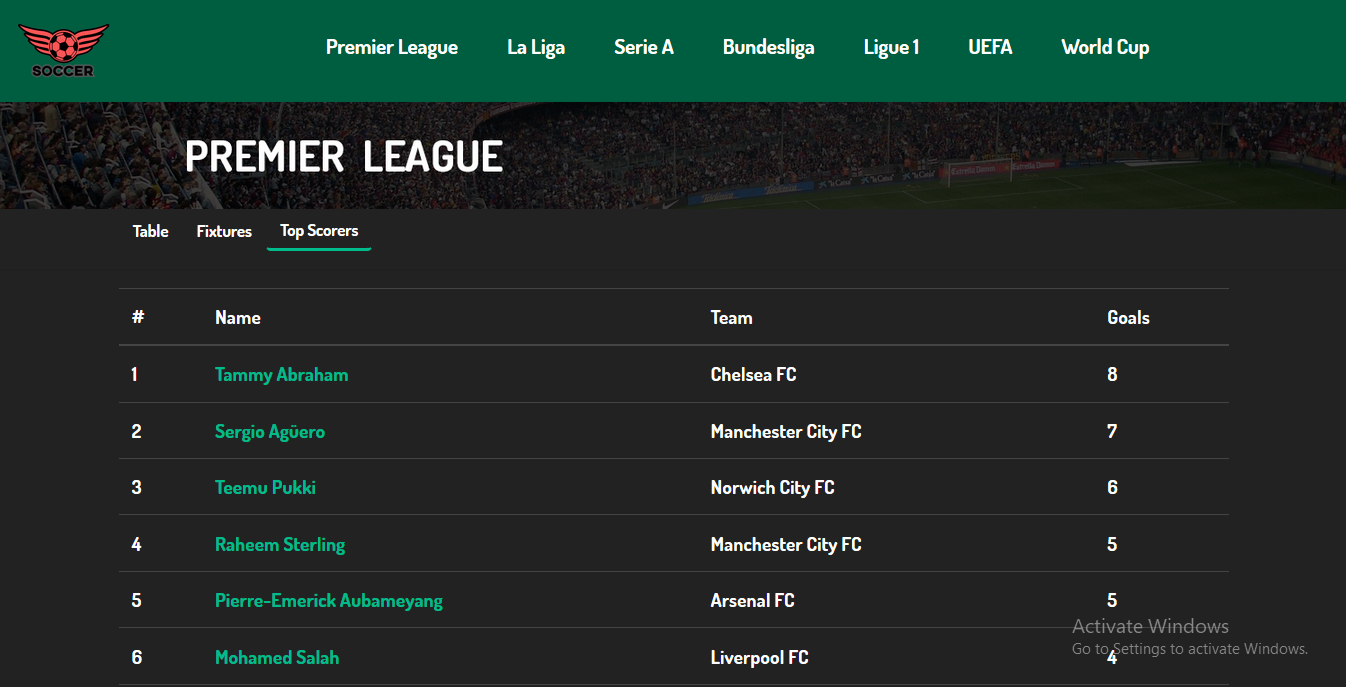 SOCCER
Premier League La Liga Serie A Bundesliga Ligue 1 UEFA World Cup
PREMIER LEAGUE
Table Fixtures Top Scorers
# Name Team Goals
1 Tammy Abraham Chelsea FC 8
2 Sergio Agüero Manchester City FC 7
3 Teemu Pukki Norwich City FC 6
4 Raheem Sterling Manchester City FC 5
5 Pierre-Emerick Aubameyang Arsenal FC 5
6 Mohamed Salah Liverpool FC 4
Activate Windows
Go to Settings to activate Windows.